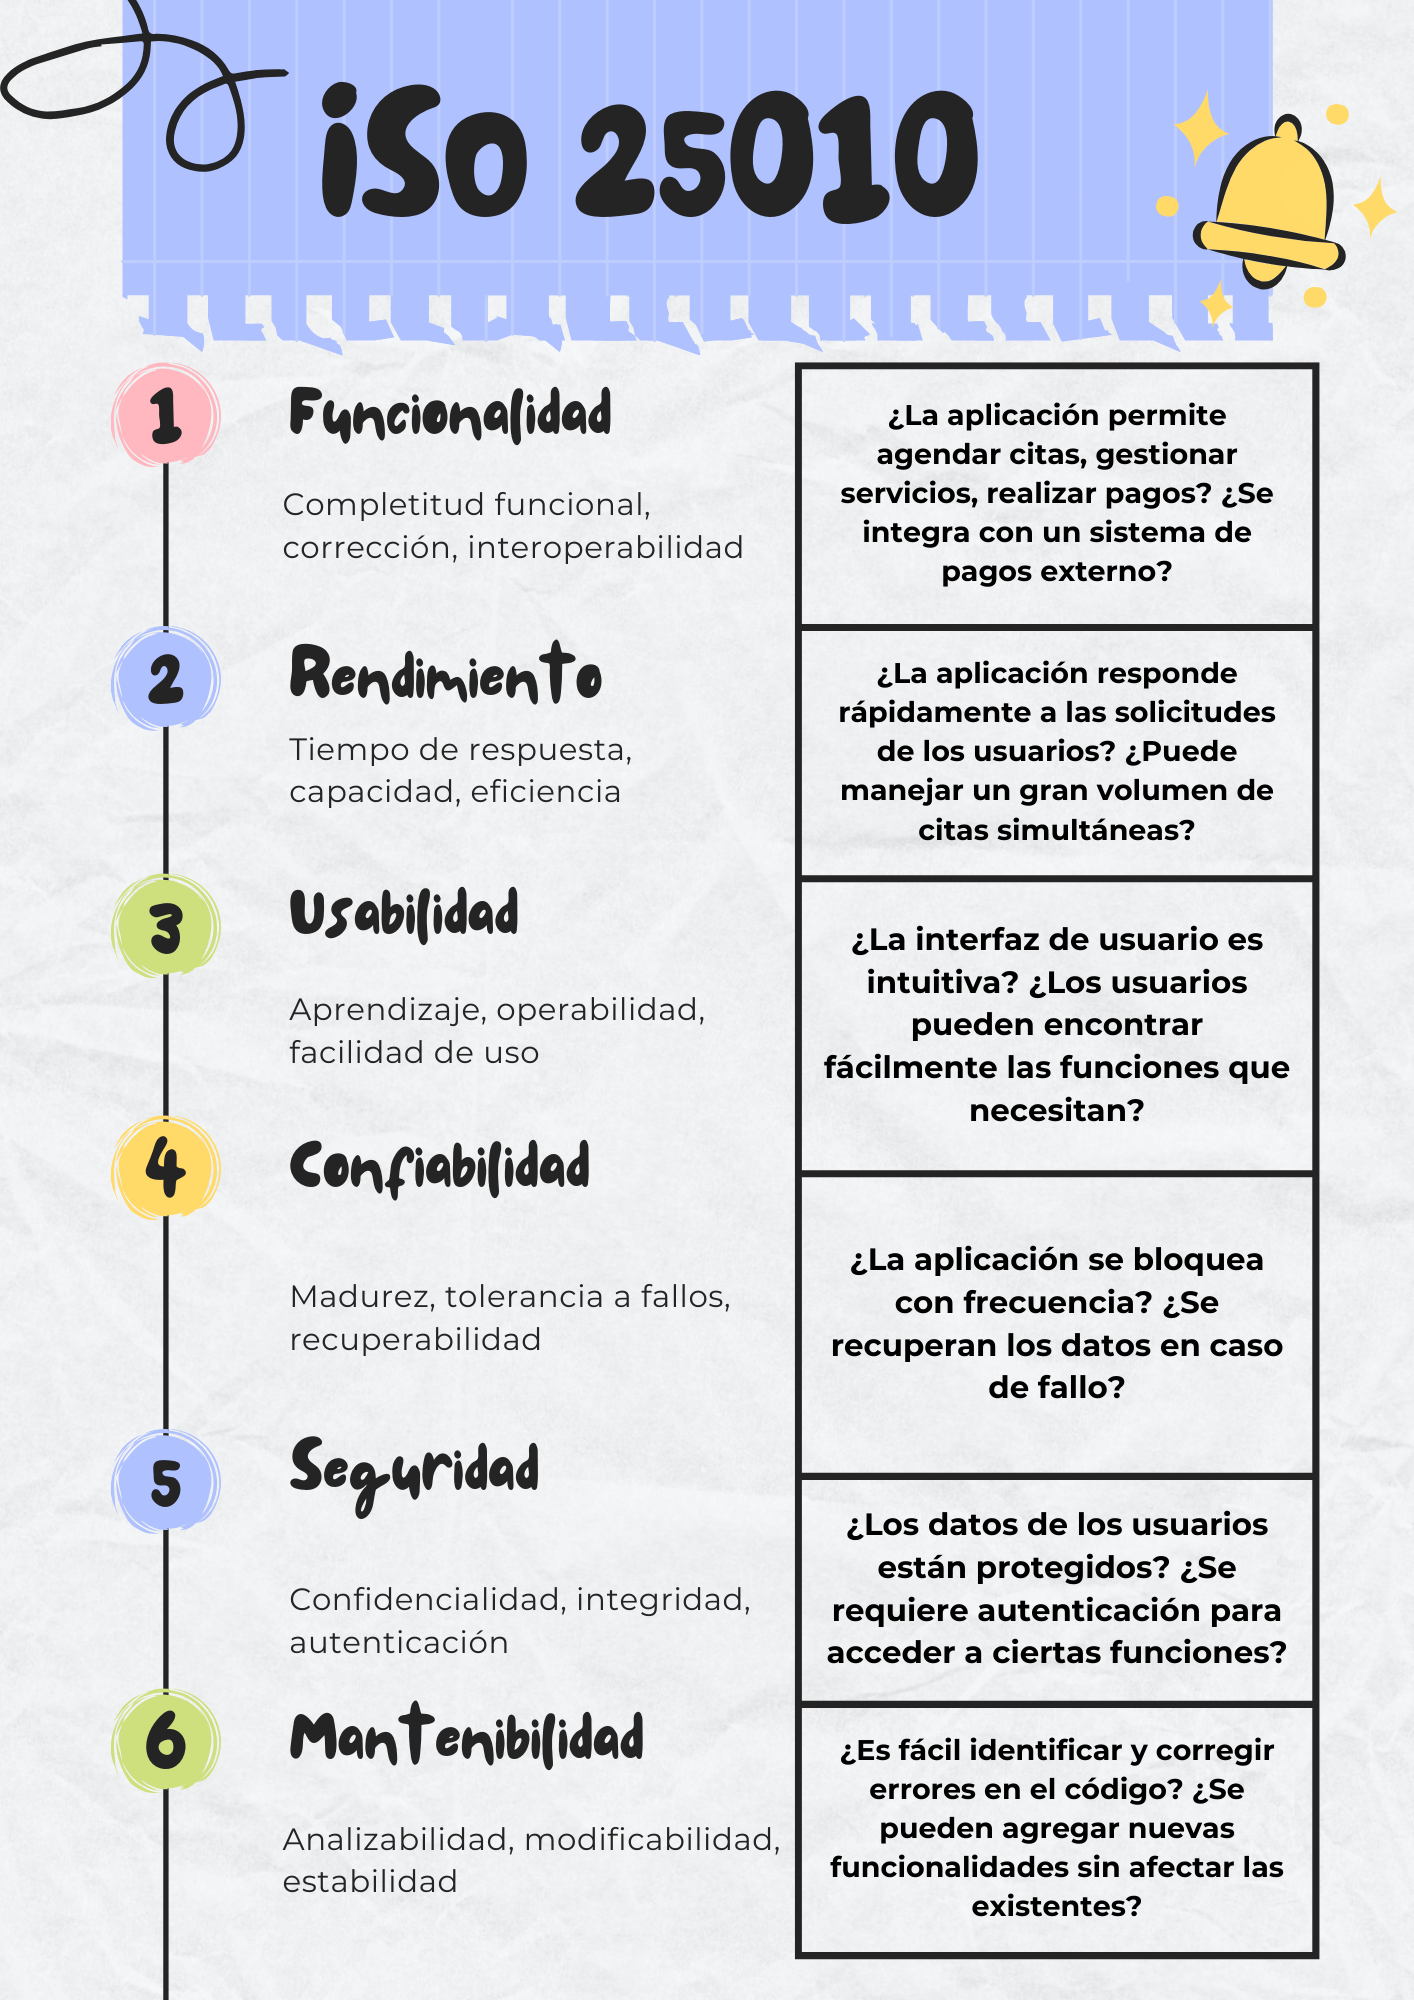 iSo 25010
1
Funcionalidad
Completitud funcional,
corrección, interoperabilidad
¿La aplicación permite
agendar citas, gestionar
servicios, realizar pagos? ¿Se
integra con un sistema de
pagos externo?
2
Rendimiento
Tiempo de respuesta,
capacidad, eficiencia
¿La aplicación responde
rápidamente a las solicitudes
de los usuarios? ¿Puede
manejar un gran volumen de
citas simultáneas?
3
Usabilidad
Aprendizaje, operabilidad,
facilidad de uso
¿La interfaz de usuario es
intuitiva? ¿Los usuarios
pueden encontrar
fácilmente las funciones que
necesitan?
4
Confiabilidad
Madurez, tolerancia a fallos,
recuperabilidad
¿La aplicación se bloquea
con frecuencia? ¿Se
recuperan los datos en caso
de fallo?
5
Seguridad
Confidencialidad, integridad,
autenticación
¿Los datos de los usuarios
están protegidos? ¿Se
requiere autenticación para
acceder a ciertas funciones?
6
Mantenibilidad
Analizabilidad, modificabilidad,
estabilidad
¿Es fácil identificar y corregir
errores en el código? ¿Se
pueden agregar nuevas
funcionalidades sin afectar las
existentes?